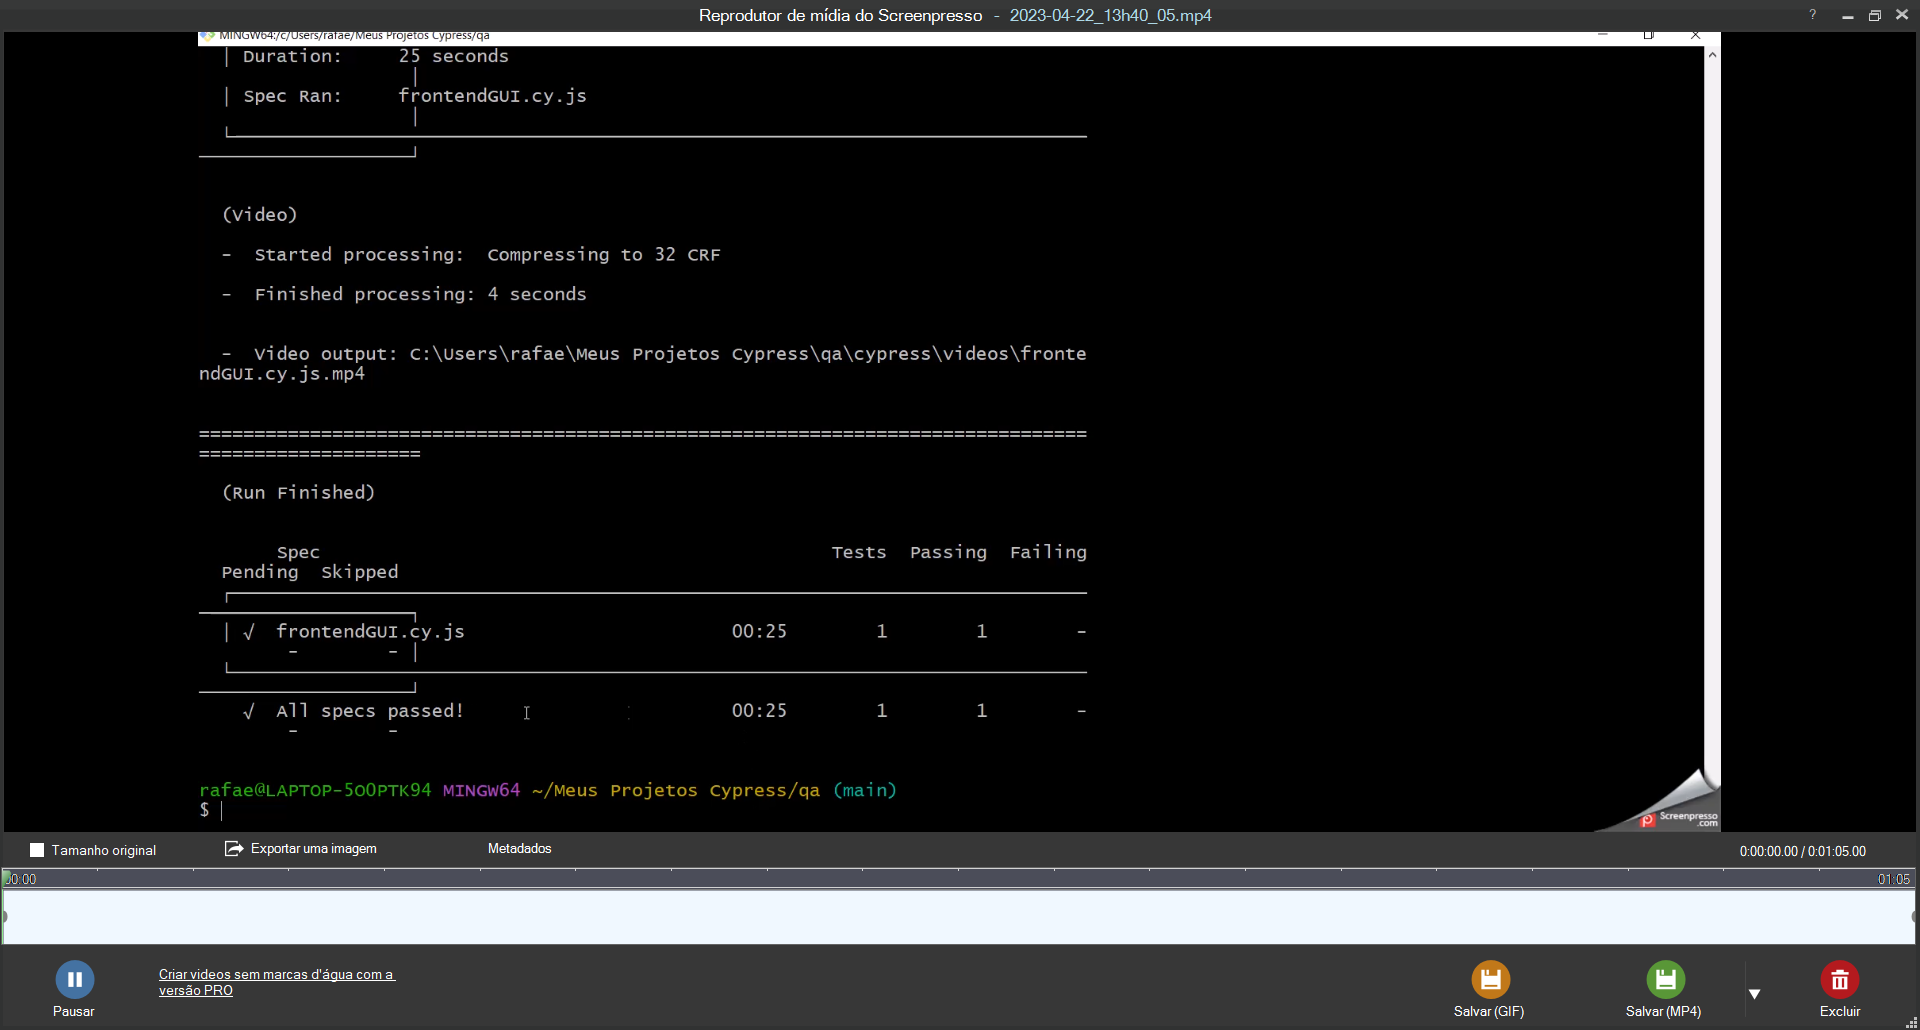 Reprodutor de mídia do Screenpresso - 2023-04-22_13h40_05.mp4
?
MINGW64:/c/Users/rafae/Meus Projetos Cypress/qa
│ Duration:     25 seconds
│ Spec Ran:     frontendGUI.cy.js
(Video)
-  Started processing:  Compressing to 32 CRF
-  Finished processing: 4 seconds
-  Video output: C:\Users\rafae\Meus Projetos Cypress\qa\cypress\videos\fronte
ndGUI.cy.js.mp4
================================================================================
====================
(Run Finished)
Spec                                              Tests  Passing  Failing
Pending  Skipped
│ √  frontendGUI.cy.js                        00:25        1        1        -
-        - │
√  All specs passed!                        00:25        1        1        -
-        -
rafae@LAPTOP-5O0PTK94 MINGW64 ~/Meus Projetos Cypress/qa (main)
$
Screenpresso
.com
Tamanho original
Exportar uma imagem
Metadados
0:00:00.00 / 0:01:05.00
00:00
01:05
Pausar
Criar videos sem marcas d'água com a
versão PRO
Salvar (GIF)
Salvar (MP4)
Excluir